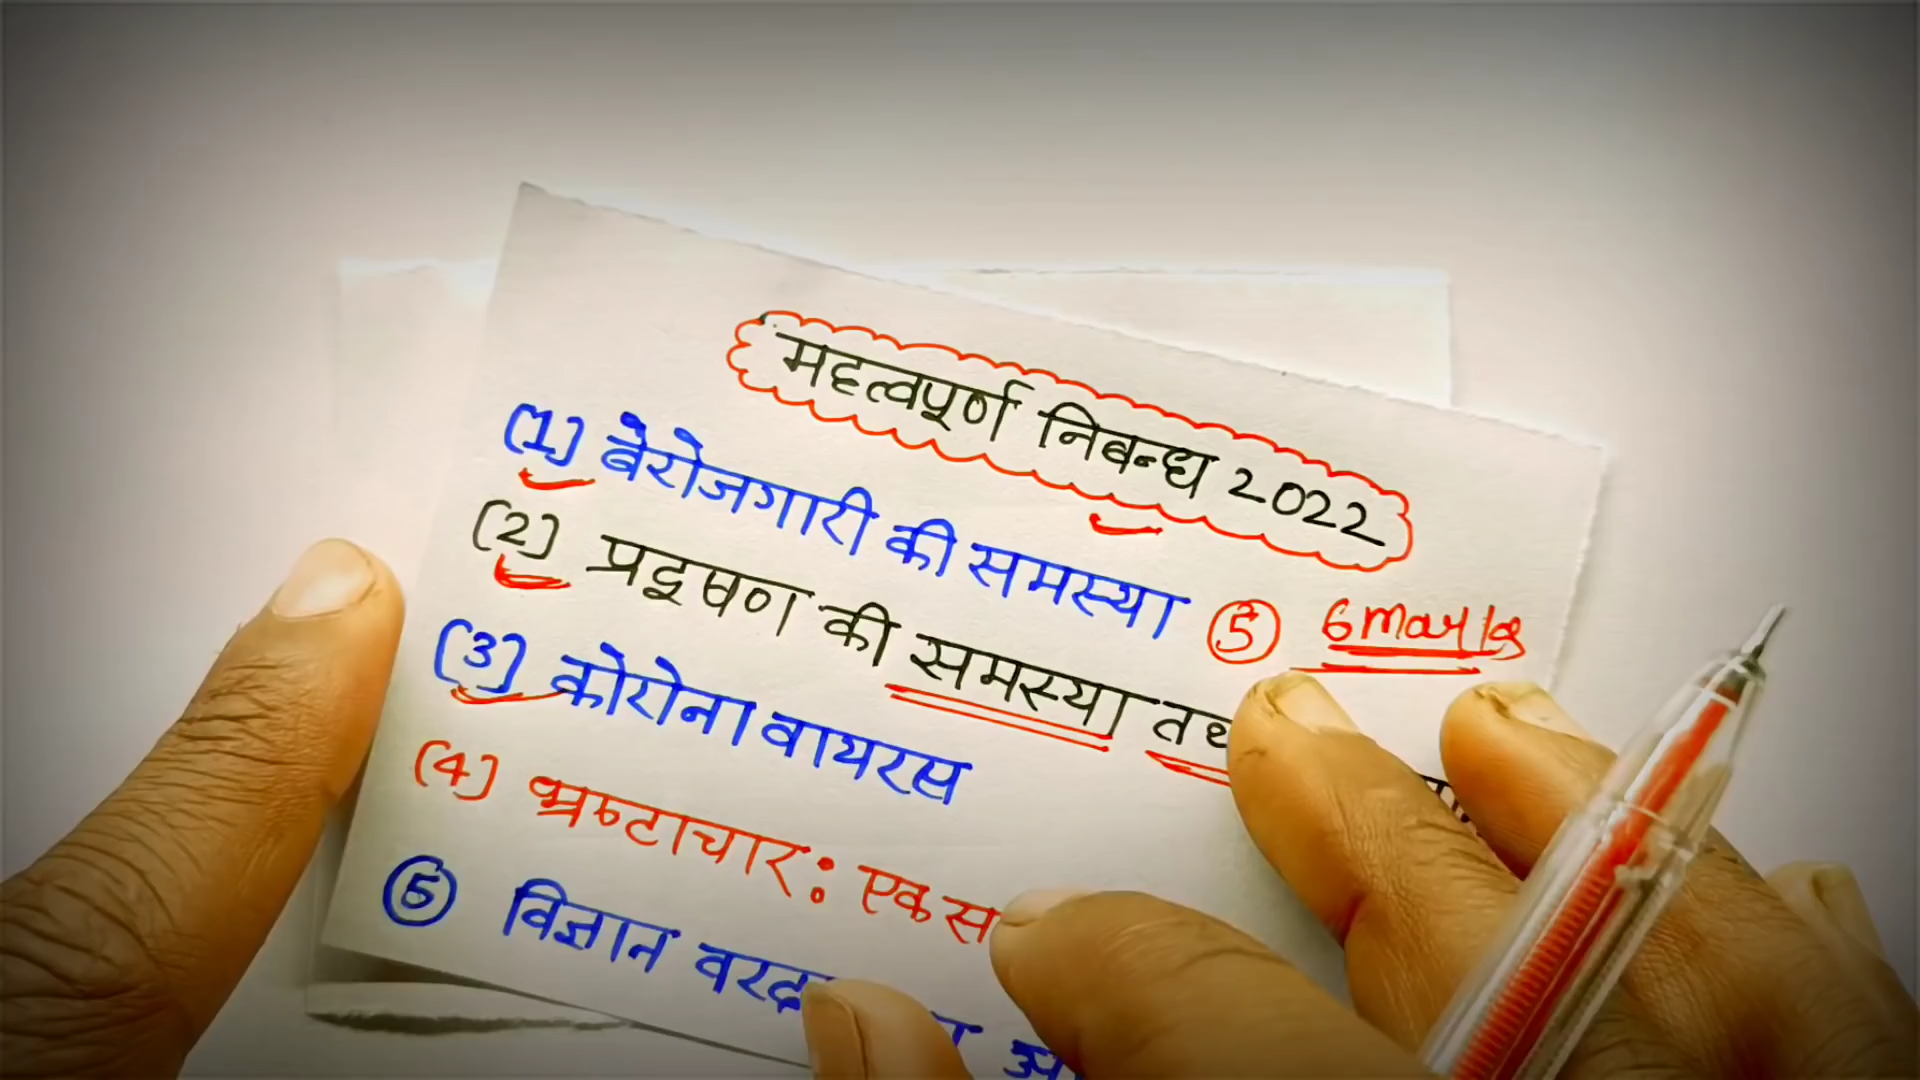 महत्वपूर्ण निबन्ध 2022
(1) बेरोजगारी की समस्या (5) 6 marks
(2) प्रदूषण की समस्या
(3) कोरोना वायरस
(4) भ्रष्टाचार : एक
(5) विज्ञान